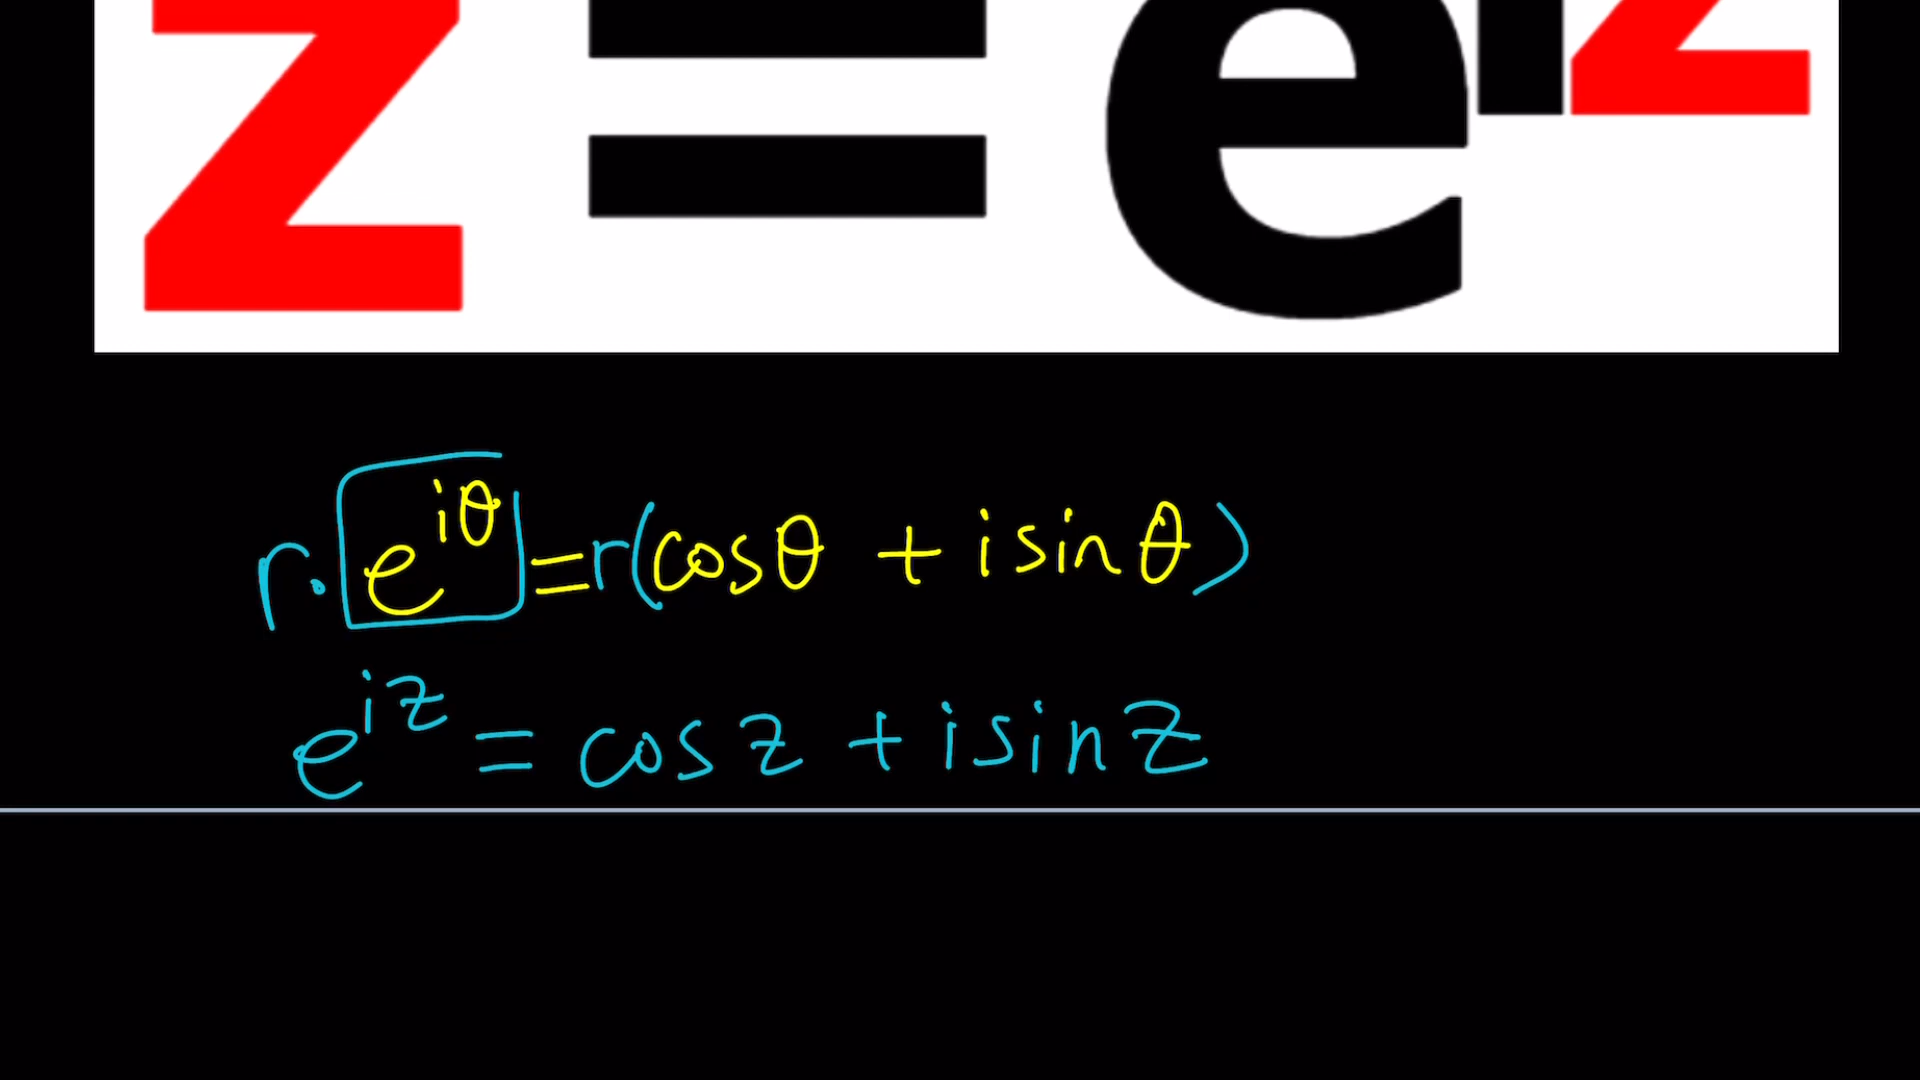 z = e^{iz}
r·e^{iθ} = r(cosθ + i sinθ)
e^{iz} = cos z + i sin z